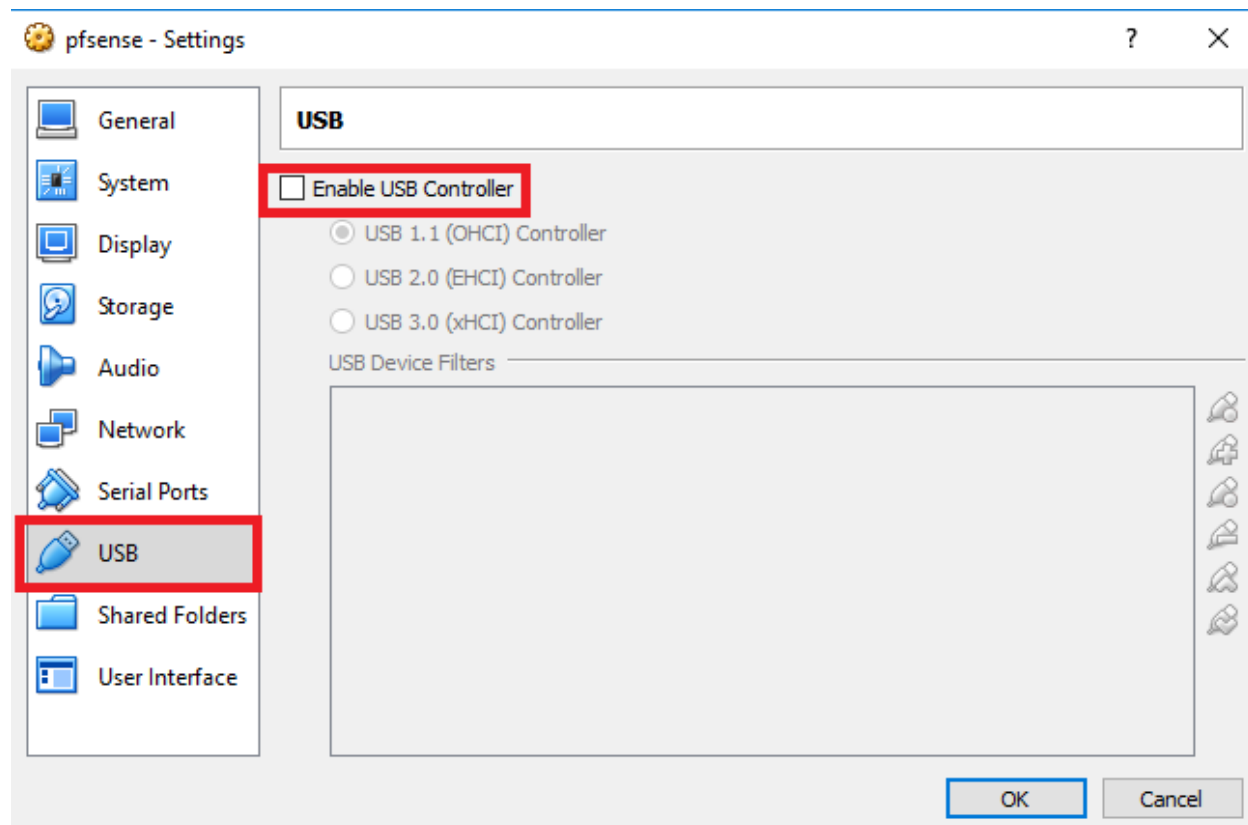 pfsense - Settings
?
General
System
Display
Storage
Audio
Network
Serial Ports
USB
Shared Folders
User Interface
USB
Enable USB Controller
USB 1.1 (OHCI) Controller
USB 2.0 (EHCI) Controller
USB 3.0 (xHCI) Controller
USB Device Filters
OK
Cancel